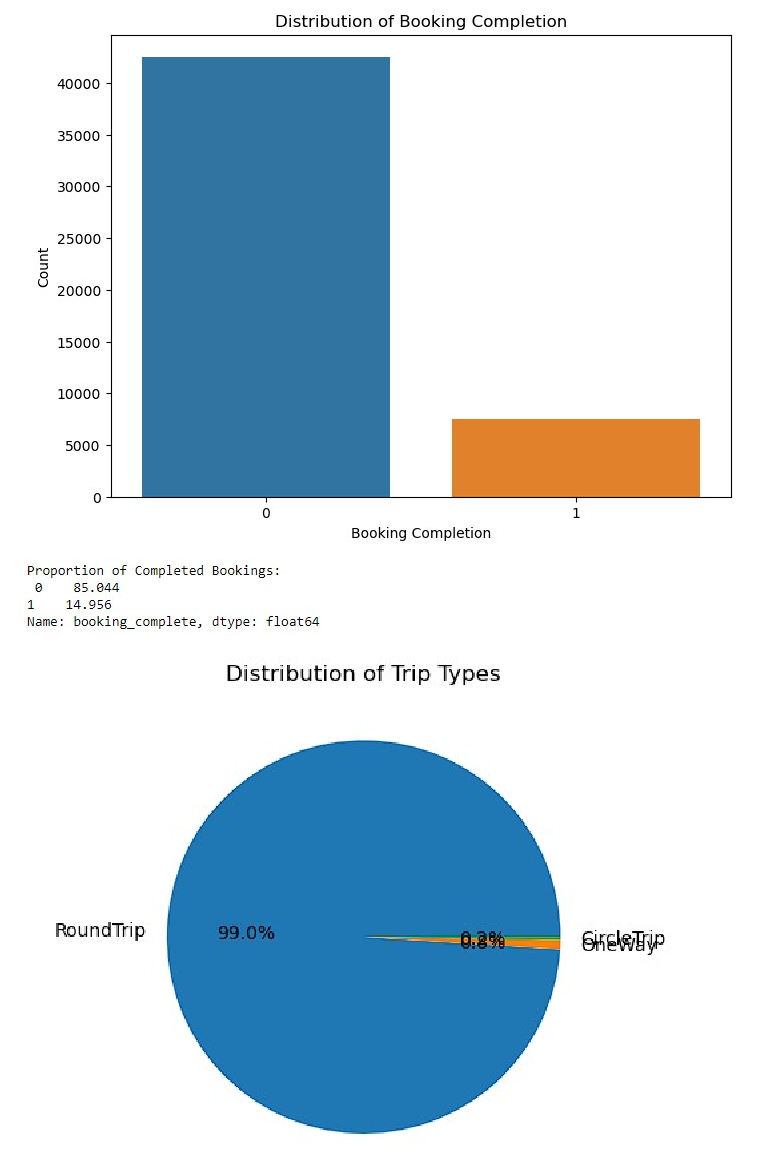 Distribution of Booking Completion
40000
35000
30000
25000
20000
15000
10000
5000
0
Count
0 1
Booking Completion
Proportion of Completed Bookings:
0 85.044
1 14.956
Name: booking_complete, dtype: float64
Distribution of Trip Types
RoundTrip
99.0%
CircleTrip
OneWay